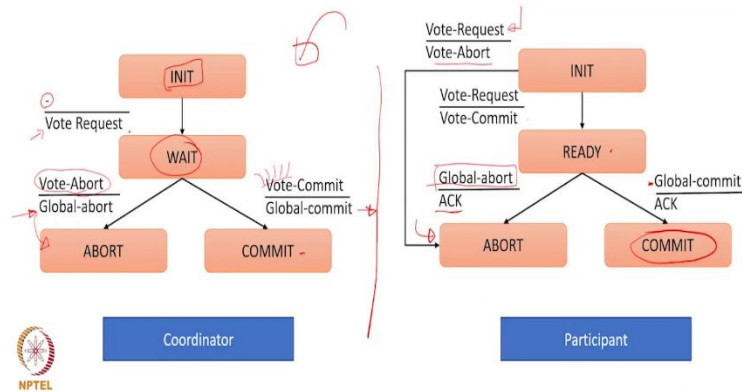 INIT
Vote Request
WAIT
Vote-Abort
Global-abort
Vote-Commit
Global-commit
ABORT
COMMIT
Coordinator
NPTEL
Vote-Request
Vote-Abort
INIT
Vote-Request
Vote-Commit
READY
Global-abort
ACK
Global-commit
ACK
ABORT
COMMIT
Participant